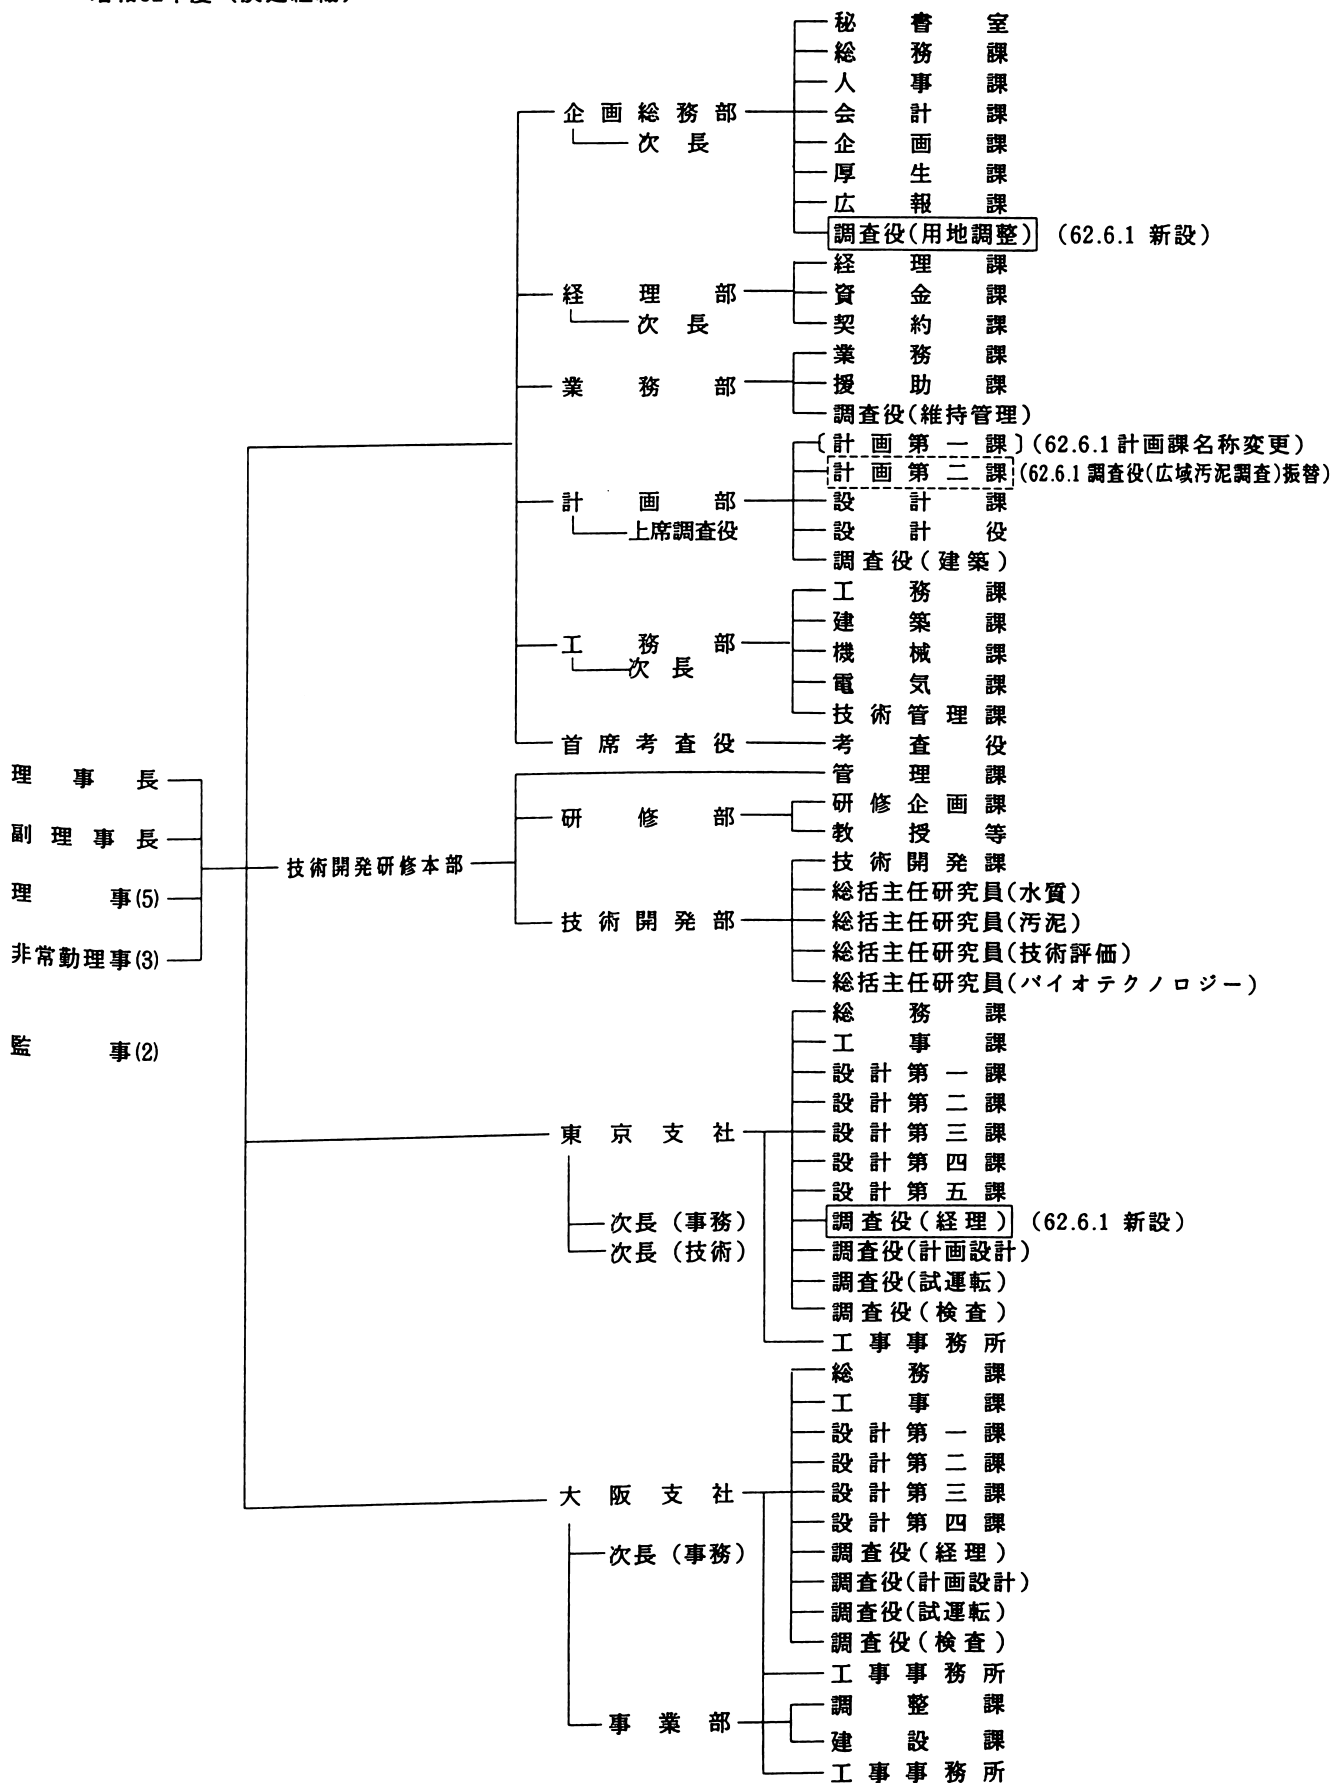 秘書室
総務課
人事課
企画総務部 会計課
次長 企画課
厚生課
広報課
調査役(用地調整) (62.6.1 新設)
経理課
経理部 資金課
次長 契約課
業務課
業務部 援助課
調査役(維持管理)
〔計画第一課〕(62.6.1 計画課名称変更)
計画第二課 (62.6.1 調査役(広域汚泥調査)振替)
計画部 設計課
上席調査役 設計役
調査役(建築)
工務課
建築課
工務部 機械課
次長 電気課
技術管理課
首席考査役 考査役
理事長 管理課
研修企画課
研修部
副理事長 教授等
技術開発研修本部 技術開発課
理事(5) 総括主任研究員(水質)
技術開発部 総括主任研究員(汚泥)
非常勤理事(3) 総括主任研究員(技術評価)
総括主任研究員(バイオテクノロジー)
総務課
監事(2) 工事課
設計第一課
設計第二課
東京支社 設計第三課
設計第四課
設計第五課
次長(事務) 調査役(経理) (62.6.1 新設)
次長(技術) 調査役(計画設計)
調査役(試運転)
調査役(検査)
工事事務所
総務課
工事課
設計第一課
設計第二課
大阪支社 設計第三課
設計第四課
次長(事務) 調査役(経理)
調査役(計画設計)
調査役(試運転)
調査役(検査)
工事事務所
調整課
事業部
建設課
工事事務所